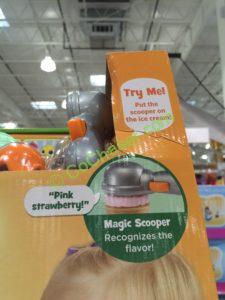 Try Me!
Put the
scooper on
the ice cream!
"Pink
strawberry!"
Magic Scooper
Recognizes the
flavor!